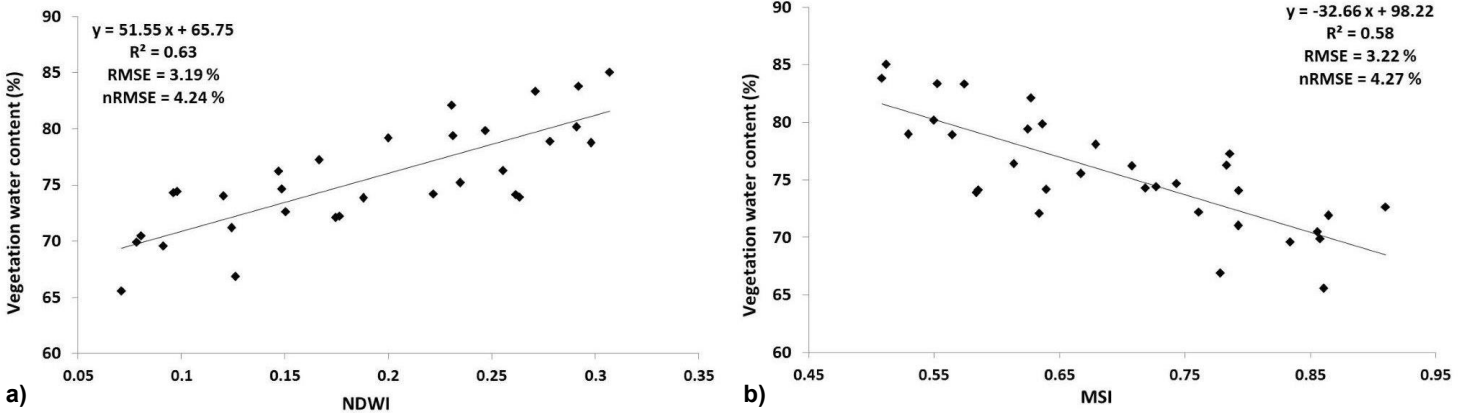 y = 51.55 x + 65.75
R² = 0.63
RMSE = 3.19 %
nRMSE = 4.24 %
Vegetation water content (%)
90
85
80
75
70
65
60
0.05 0.1 0.15 0.2 0.25 0.3 0.35
NDWI
a)
y = -32.66 x + 98.22
R² = 0.58
RMSE = 3.22 %
nRMSE = 4.27 %
Vegetation water content (%)
90
85
80
75
70
65
60
0.45 0.55 0.65 0.75 0.85 0.95
MSI
b)